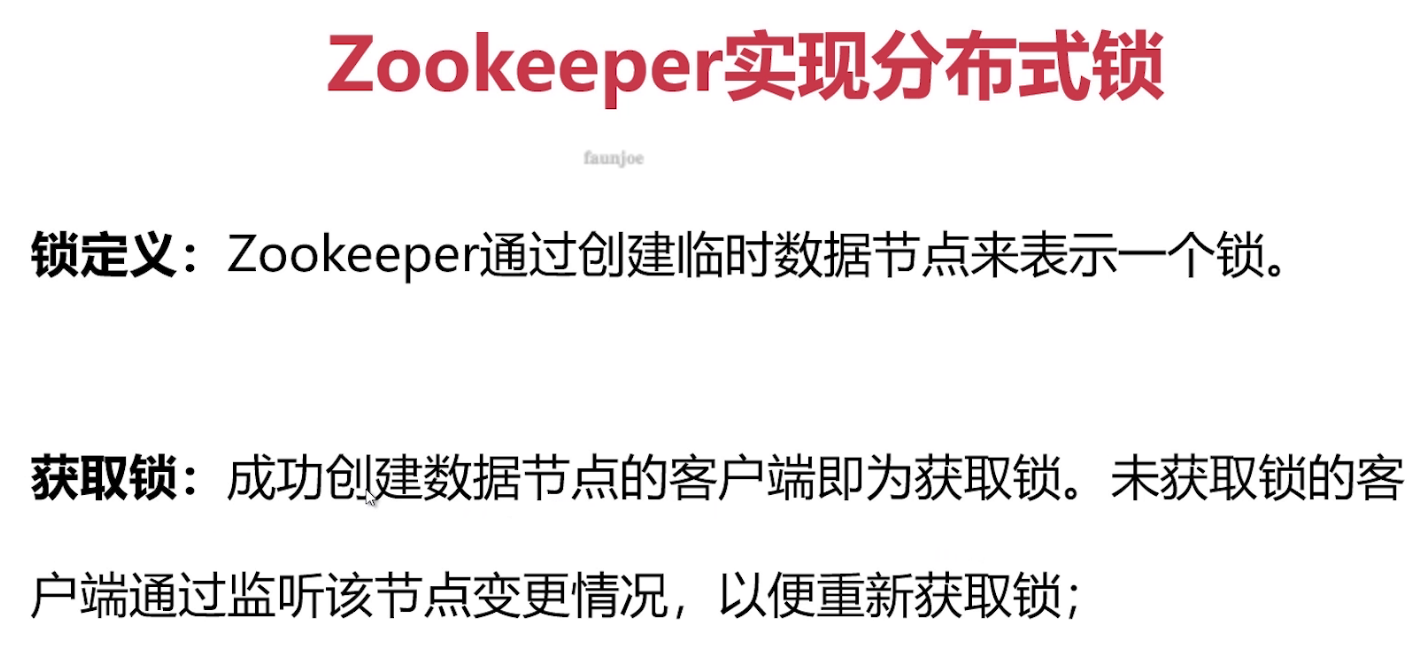 Zookeeper实现分布式锁
faunjoe
锁定义：Zookeeper通过创建临时数据节点来表示一个锁。
获取锁：成功创建数据节点的客户端即为获取锁。未获取锁的客
户端通过监听该节点变更情况，以便重新获取锁；